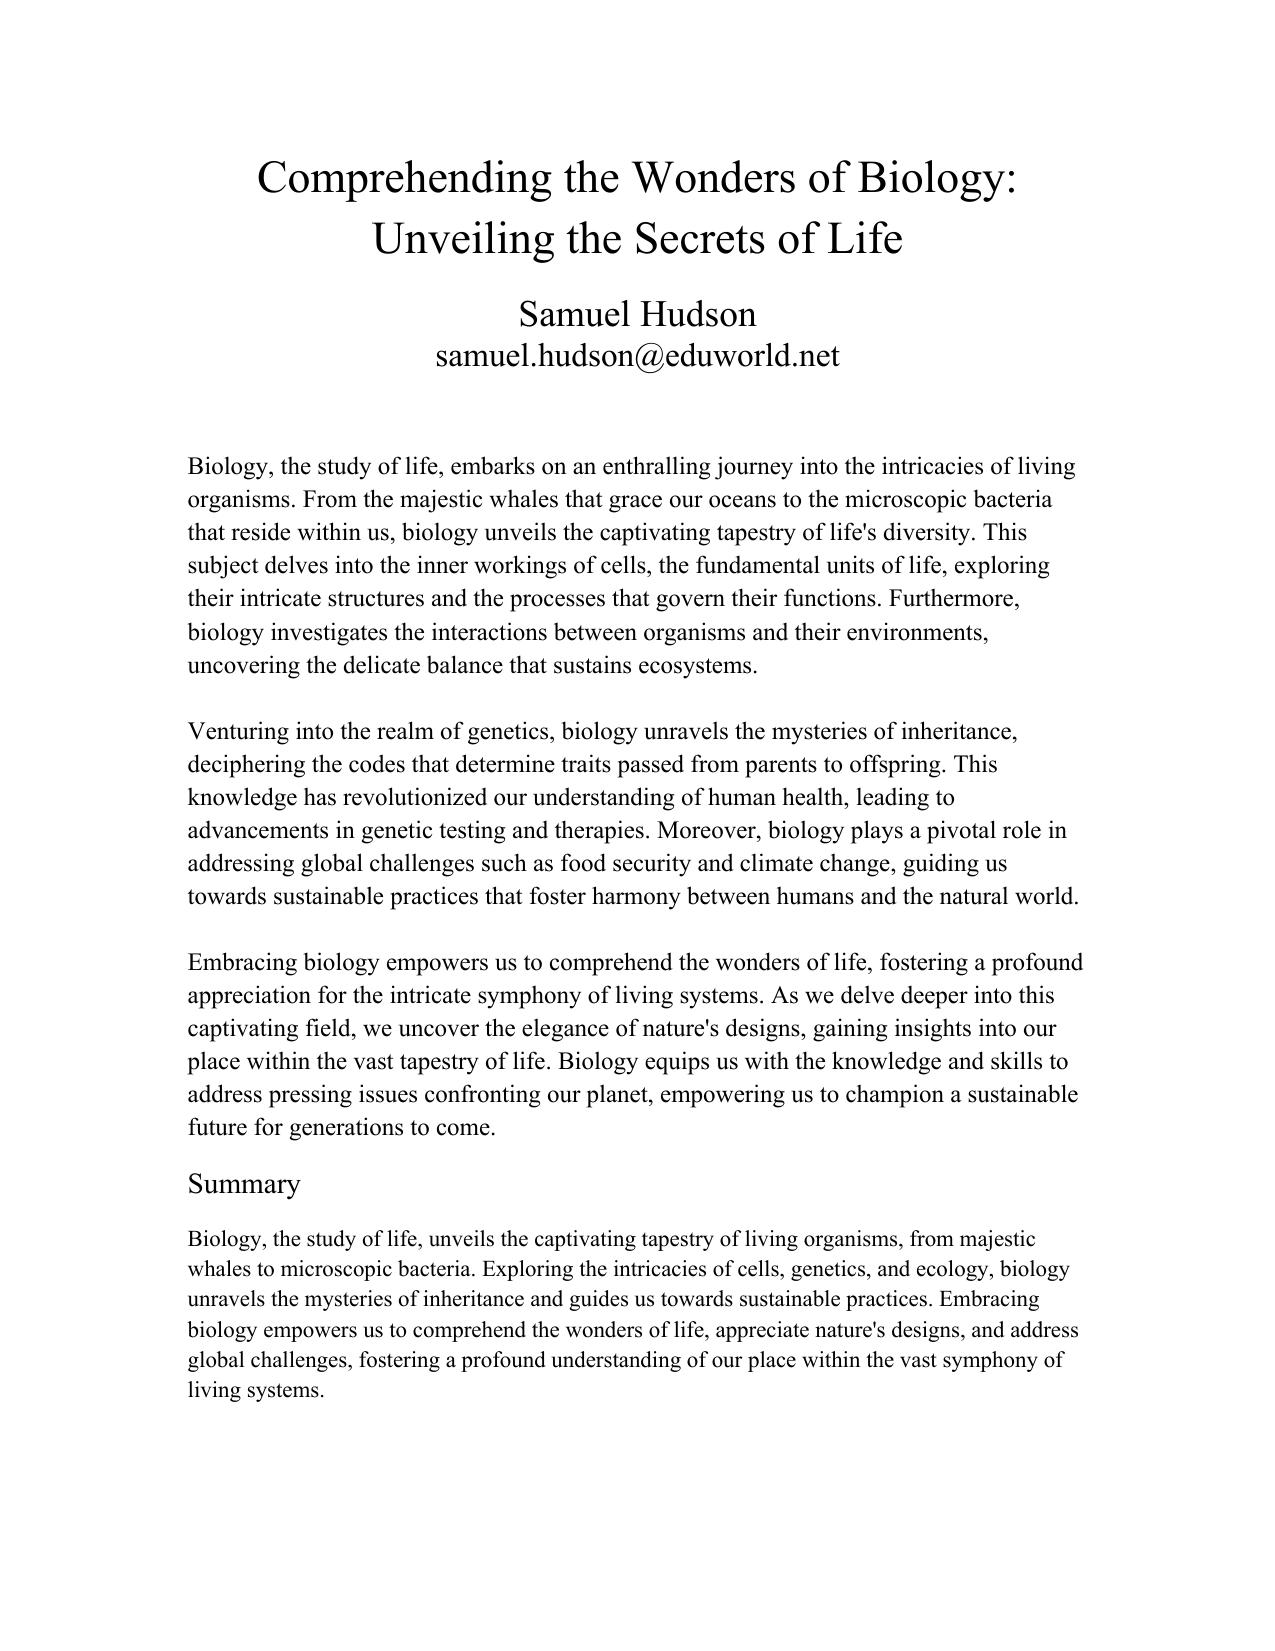 Comprehending the Wonders of Biology:
Unveiling the Secrets of Life
Samuel Hudson
samuel.hudson@eduworld.net
Biology, the study of life, embarks on an enthralling journey into the intricacies of living
organisms. From the majestic whales that grace our oceans to the microscopic bacteria
that reside within us, biology unveils the captivating tapestry of life's diversity. This
subject delves into the inner workings of cells, the fundamental units of life, exploring
their intricate structures and the processes that govern their functions. Furthermore,
biology investigates the interactions between organisms and their environments,
uncovering the delicate balance that sustains ecosystems.
Venturing into the realm of genetics, biology unravels the mysteries of inheritance,
deciphering the codes that determine traits passed from parents to offspring. This
knowledge has revolutionized our understanding of human health, leading to
advancements in genetic testing and therapies. Moreover, biology plays a pivotal role in
addressing global challenges such as food security and climate change, guiding us
towards sustainable practices that foster harmony between humans and the natural world.
Embracing biology empowers us to comprehend the wonders of life, fostering a profound
appreciation for the intricate symphony of living systems. As we delve deeper into this
captivating field, we uncover the elegance of nature's designs, gaining insights into our
place within the vast tapestry of life. Biology equips us with the knowledge and skills to
address pressing issues confronting our planet, empowering us to champion a sustainable
future for generations to come.
Summary
Biology, the study of life, unveils the captivating tapestry of living organisms, from majestic
whales to microscopic bacteria. Exploring the intricacies of cells, genetics, and ecology, biology
unravels the mysteries of inheritance and guides us towards sustainable practices. Embracing
biology empowers us to comprehend the wonders of life, appreciate nature's designs, and address
global challenges, fostering a profound understanding of our place within the vast symphony of
living systems.